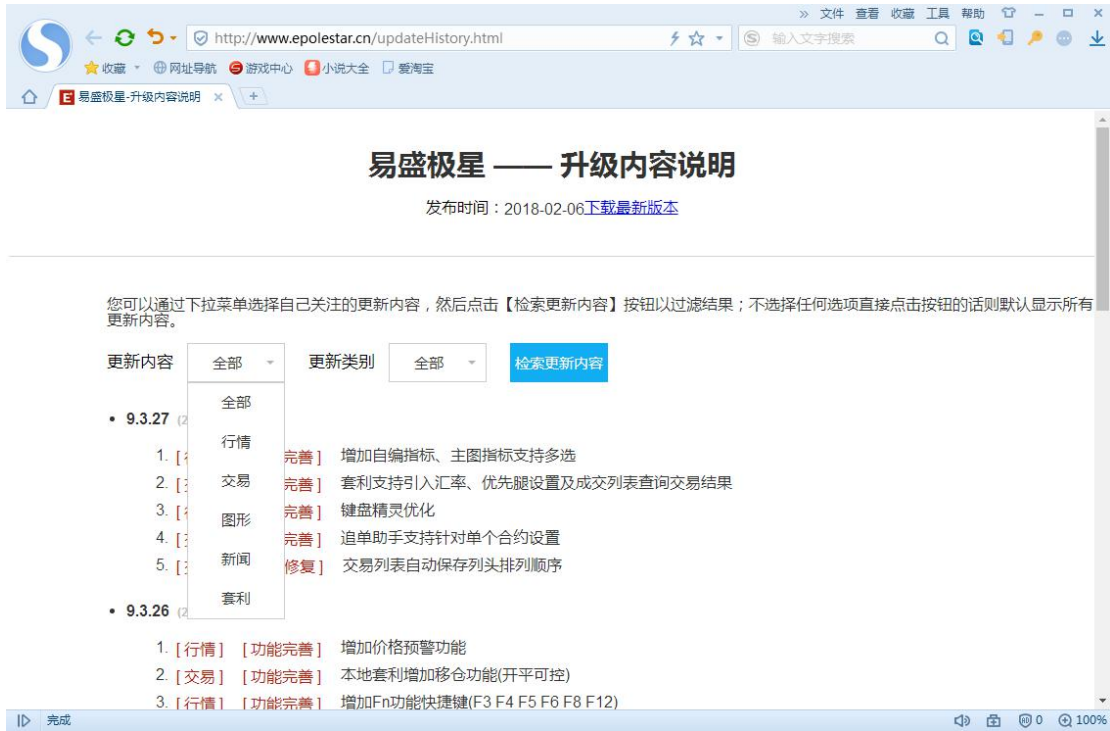 » 文件 查看 收藏 工具 帮助
http://www.epolestar.cn/updateHistory.html 输入文字搜索
收藏 网址导航 游戏中心 小说大全 爱淘宝
易盛极星-升级内容说明
易盛极星 —— 升级内容说明
发布时间：2018-02-06下载最新版本
您可以通过下拉菜单选择自己关注的更新内容，然后点击【检索更新内容】按钮以过滤结果；不选择任何选项直接点击按钮的话则默认显示所有
更新内容。
更新内容 全部 更新类别 全部 检索更新内容
全部
行情
交易
图形
新闻
套利
• 9.3.27
1. [ 完善 ] 增加自编指标、主图指标支持多选
2. [ 完善 ] 套利支持引入汇率、优先腿设置及成交列表查询交易结果
3. [ 完善 ] 键盘精灵优化
4. [ 完善 ] 追单助手支持针对单个合约设置
5. [ 修复 ] 交易列表自动保存列头排列顺序
• 9.3.26
1. [ 行情 ] [ 功能完善 ] 增加价格预警功能
2. [ 交易 ] [ 功能完善 ] 本地套利增加移仓功能(开平可控)
3. [ 行情 ] [ 功能完善 ] 增加Fn功能快捷键(F3 F4 F5 F6 F8 F12)
完成 0 100%